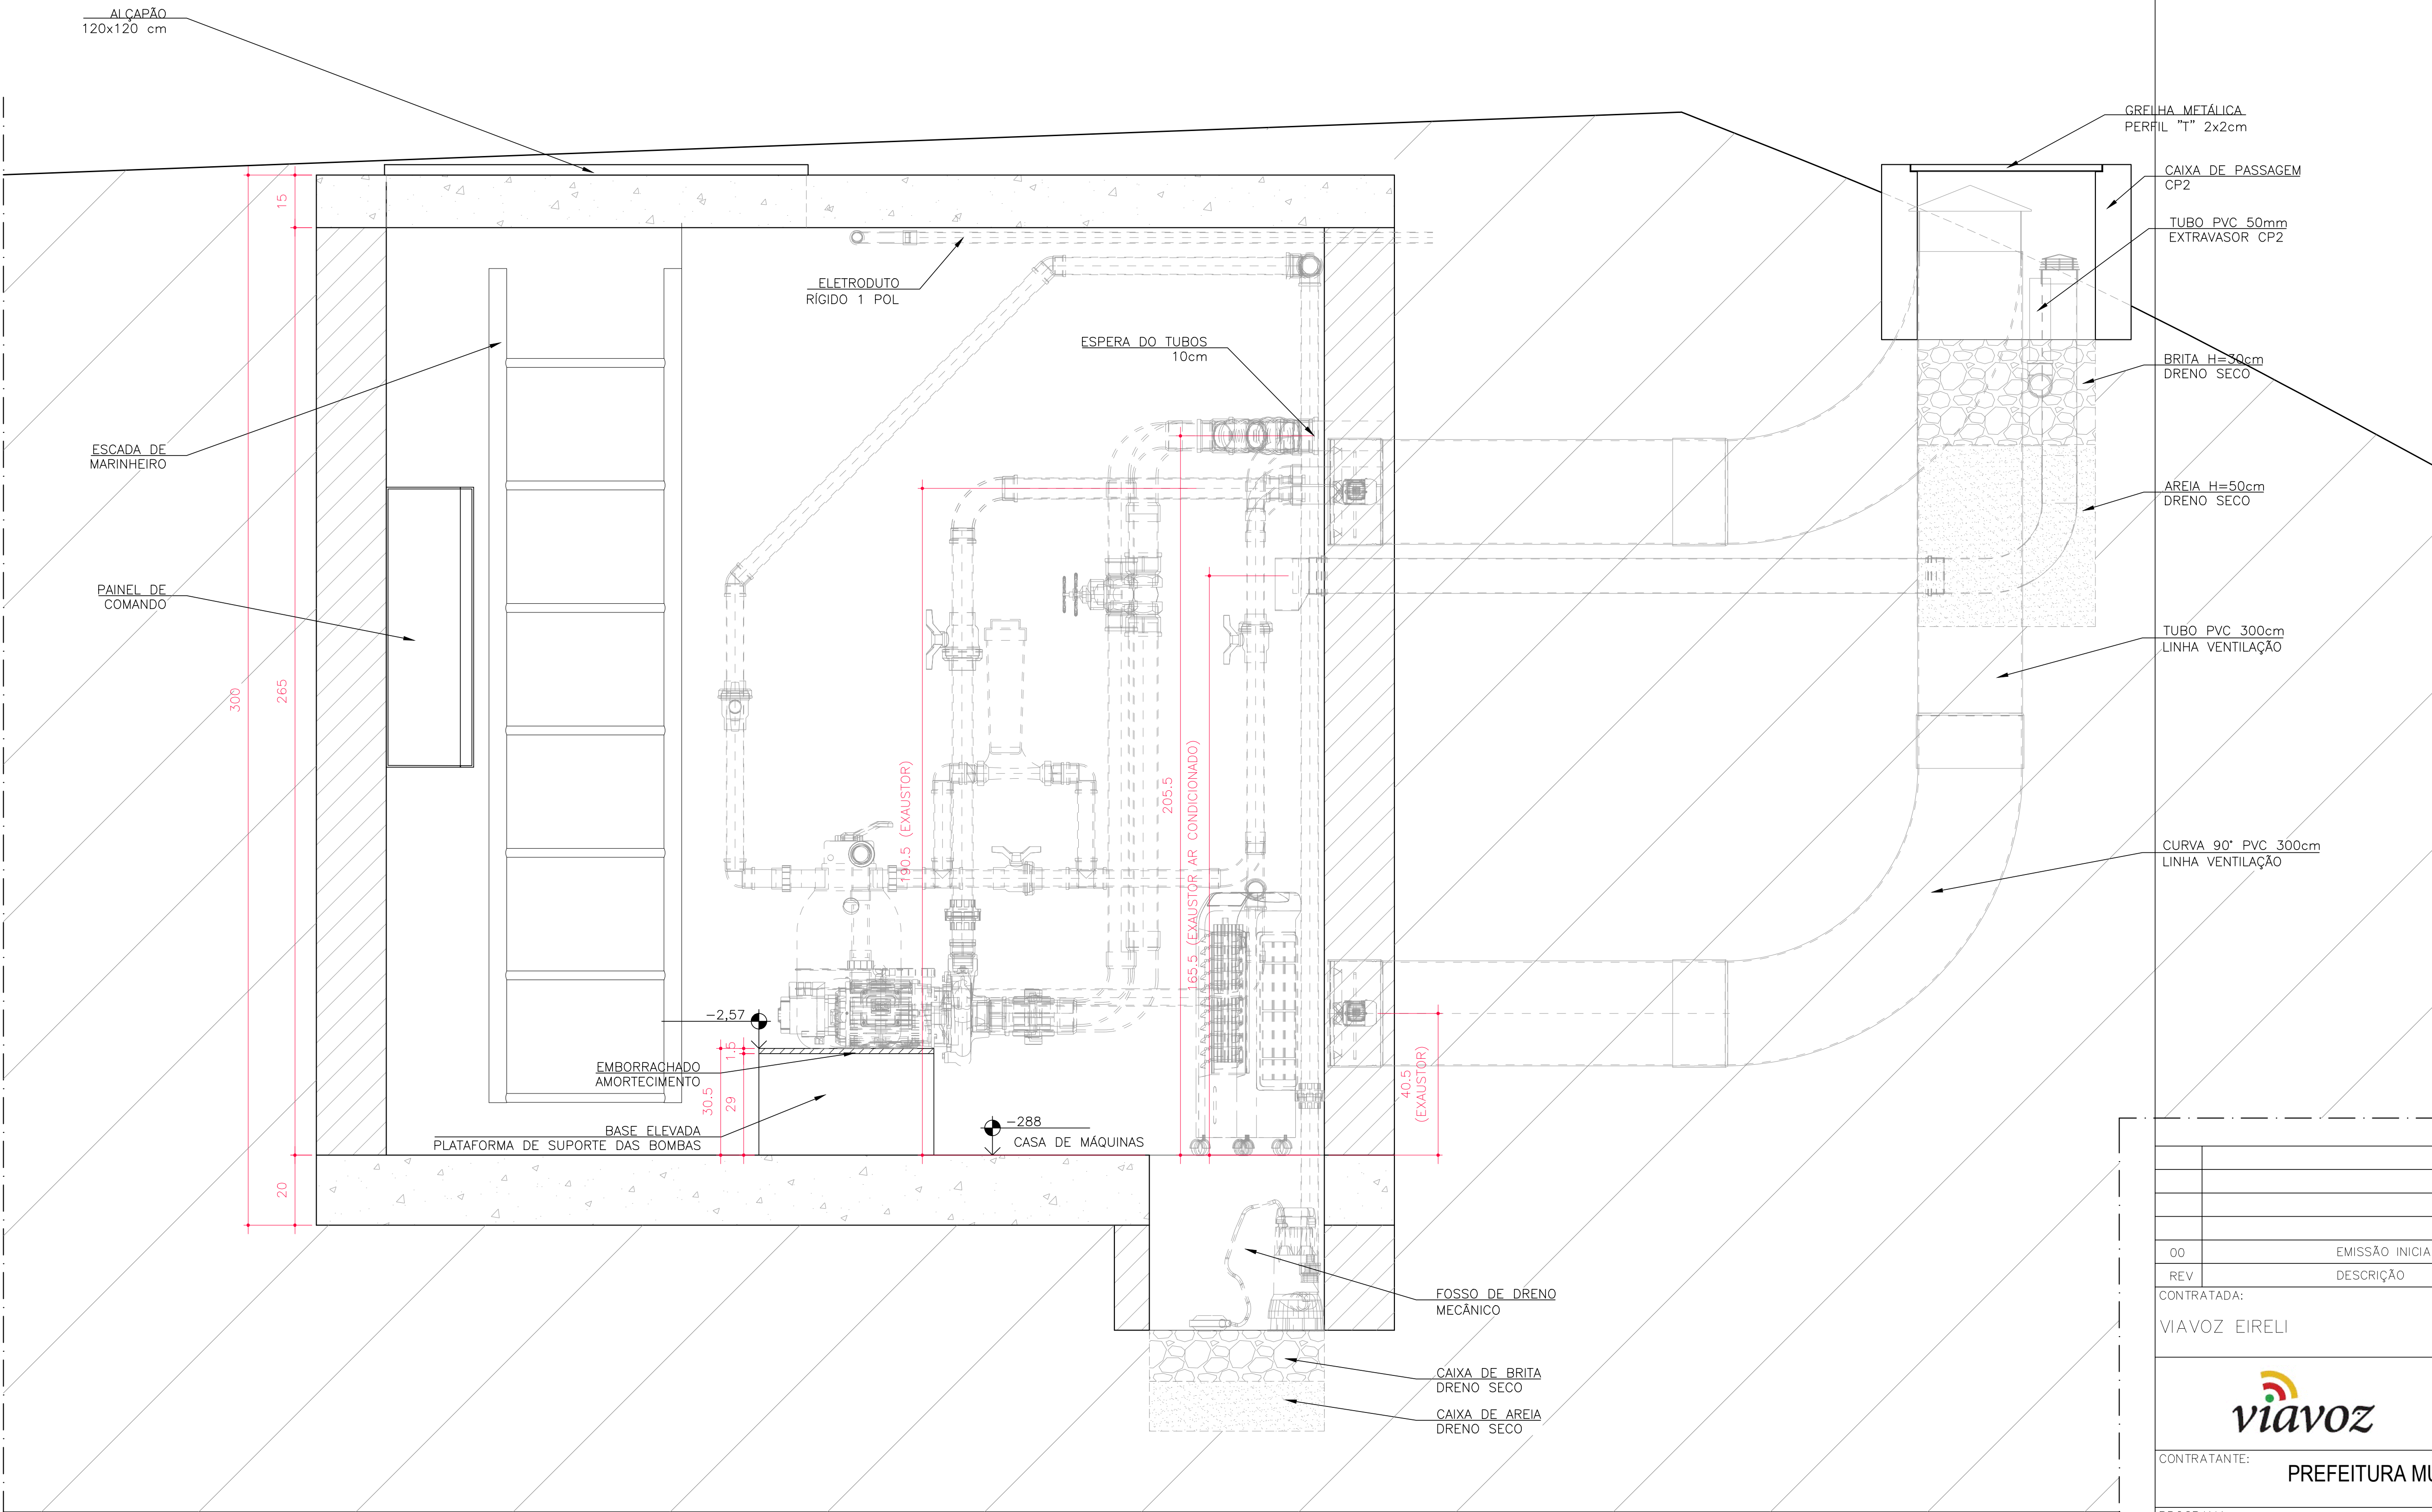 ALÇAPÃO
120x120 cm
GRELHA METÁLICA
PERFIL "T" 2x2cm
CAIXA DE PASSAGEM
CP2
TUBO PVC 50mm
EXTRAVASOR CP2
15
ELETRODUTO
RÍGIDO 1 POL
ESPERA DO TUBOS
10cm
BRITA H=30cm
DRENO SECO
ESCADA DE
MARINHEIRO
AREIA H=50cm
DRENO SECO
PAINEL DE
COMANDO
TUBO PVC 300cm
LINHA VENTILAÇÃO
300
265
190.5 (EXAUSTOR)
205.5
165.5 (EXAUSTOR AR CONDICIONADO)
CURVA 90° PVC 300cm
LINHA VENTILAÇÃO
-2,57
1.5
EMBORRACHADO
AMORTECIMENTO
30.5
29
40.5
(EXAUSTOR)
BASE ELEVADA
PLATAFORMA DE SUPORTE DAS BOMBAS
-288
CASA DE MÁQUINAS
20
FOSSO DE DRENO
MECÂNICO
CAIXA DE BRITA
DRENO SECO
CAIXA DE AREIA
DRENO SECO
00 EMISSÃO INICIA
REV DESCRIÇÃO
CONTRATADA:
VIAVOZ EIRELI
viavoz
CONTRATANTE:
PREFEITURA MU